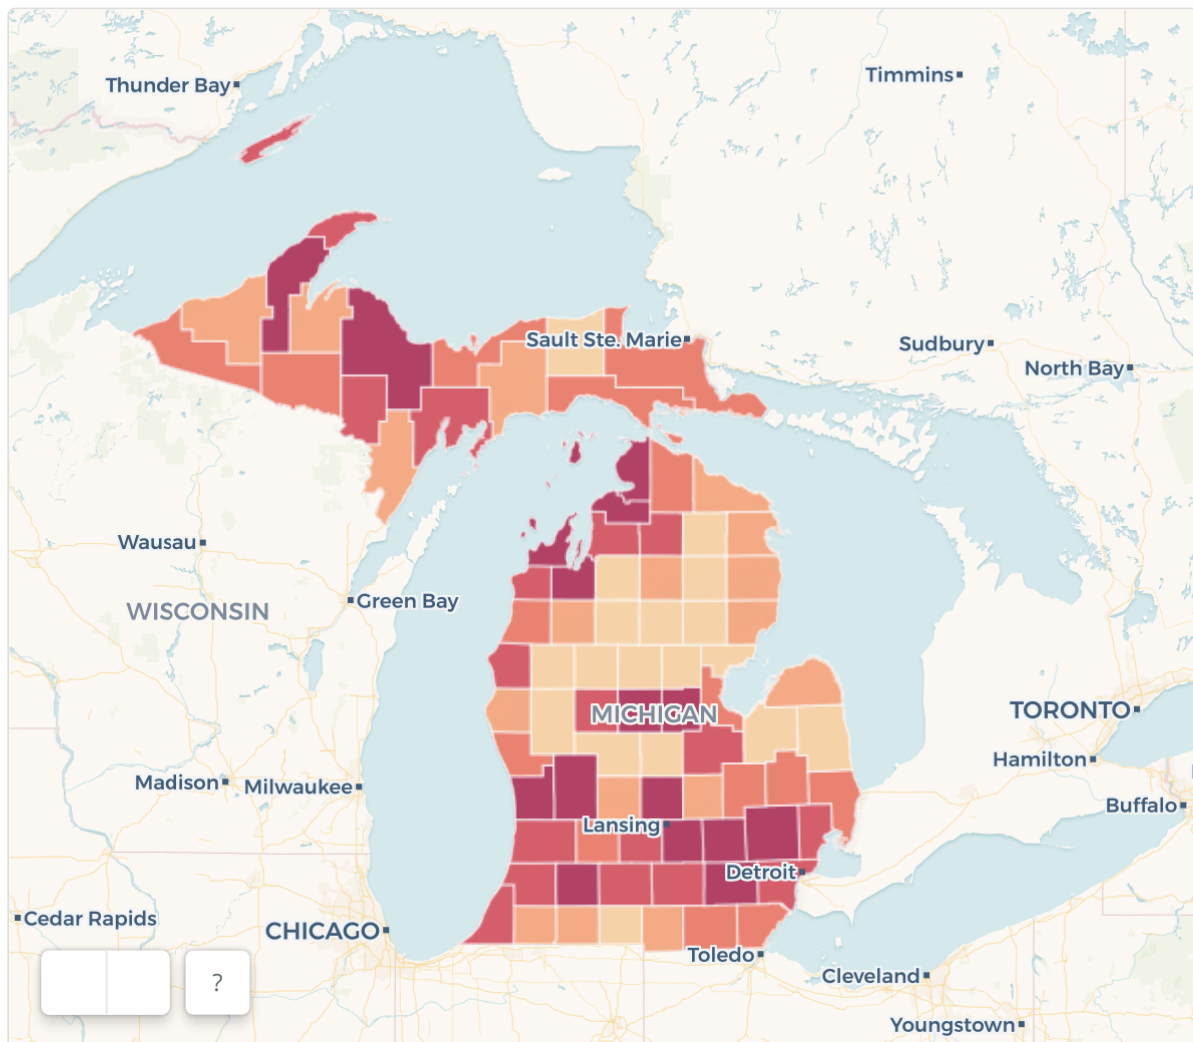 Timmins
Thunder Bay
Sault Ste. Marie
Sudbury
North Bay
Wausau
Green Bay
WISCONSIN
MICHIGAN
TORONTO
Hamilton
Madison
Milwaukee
Buffalo
Lansing
Detroit
Cedar Rapids
CHICAGO
Toledo
Cleveland
?
Youngstown